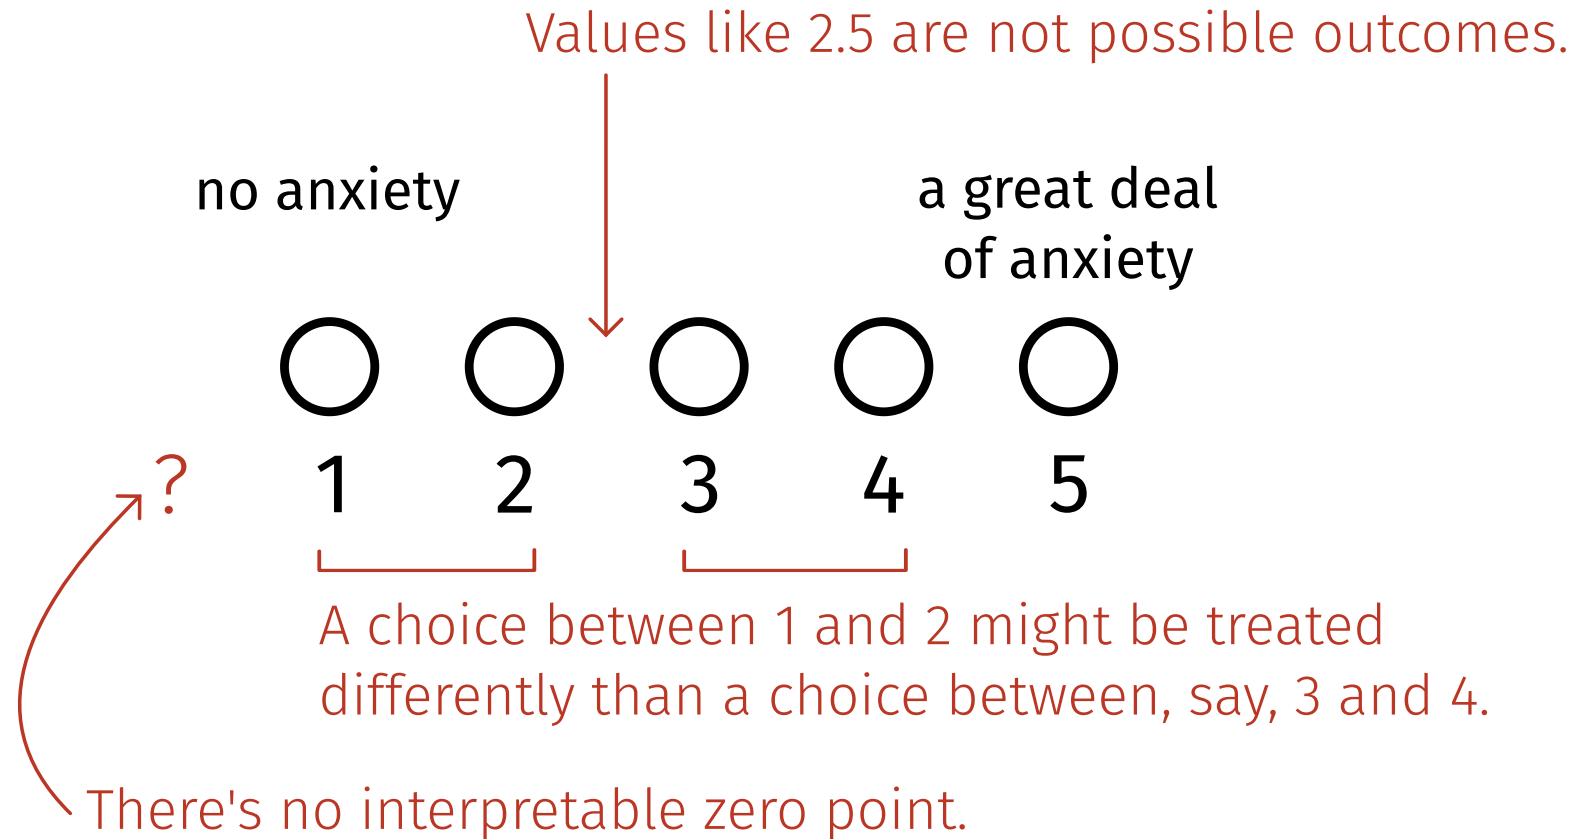 Values like 2.5 are not possible outcomes.
no anxiety
a great deal
of anxiety
? 1 2 3 4 5
A choice between 1 and 2 might be treated
differently than a choice between, say, 3 and 4.
There's no interpretable zero point.